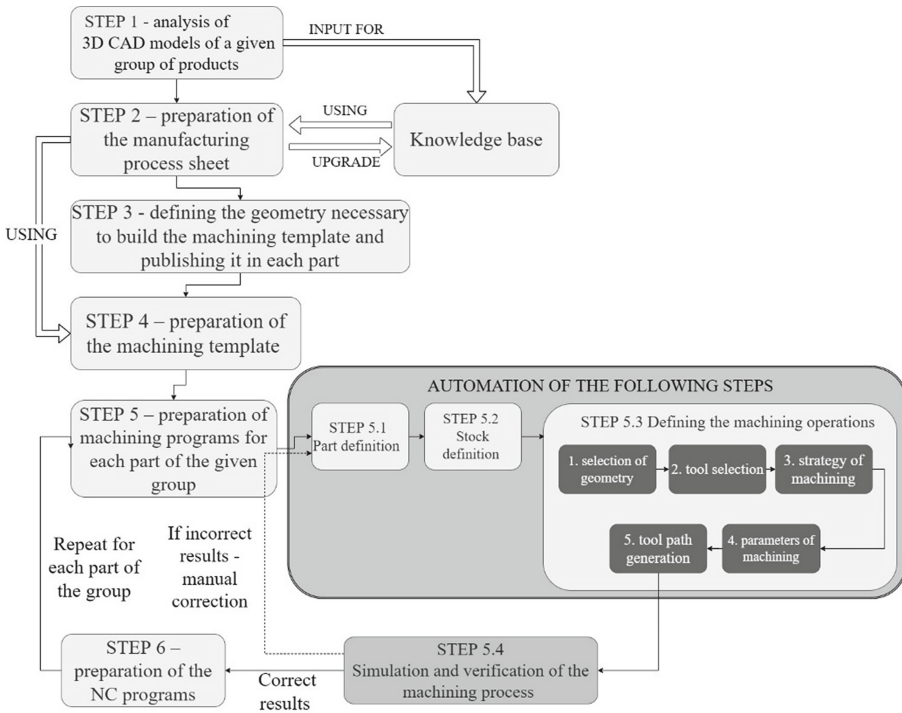 STEP 1 - analysis of
3D CAD models of a given
group of products
INPUT FOR
STEP 2 – preparation of
the manufacturing
process sheet
USING
UPGRADE
Knowledge base
USING
STEP 3 - defining the geometry necessary
to build the machining template and
publishing it in each part
STEP 4 – preparation of
the machining template
STEP 5 – preparation of
machining programs for
each part of the given
group
AUTOMATION OF THE FOLLOWING STEPS
STEP 5.1
Part definition
STEP 5.2
Stock
definition
STEP 5.3 Defining the machining operations
1. selection of
geometry
2. tool selection
3. strategy of
machining
4. parameters of
machining
5. tool path
generation
Repeat for
each part of
the group
If incorrect
results -
manual
correction
STEP 5.4
Simulation and verification of the
machining process
Correct
results
STEP 6 –
preparation of the
NC programs